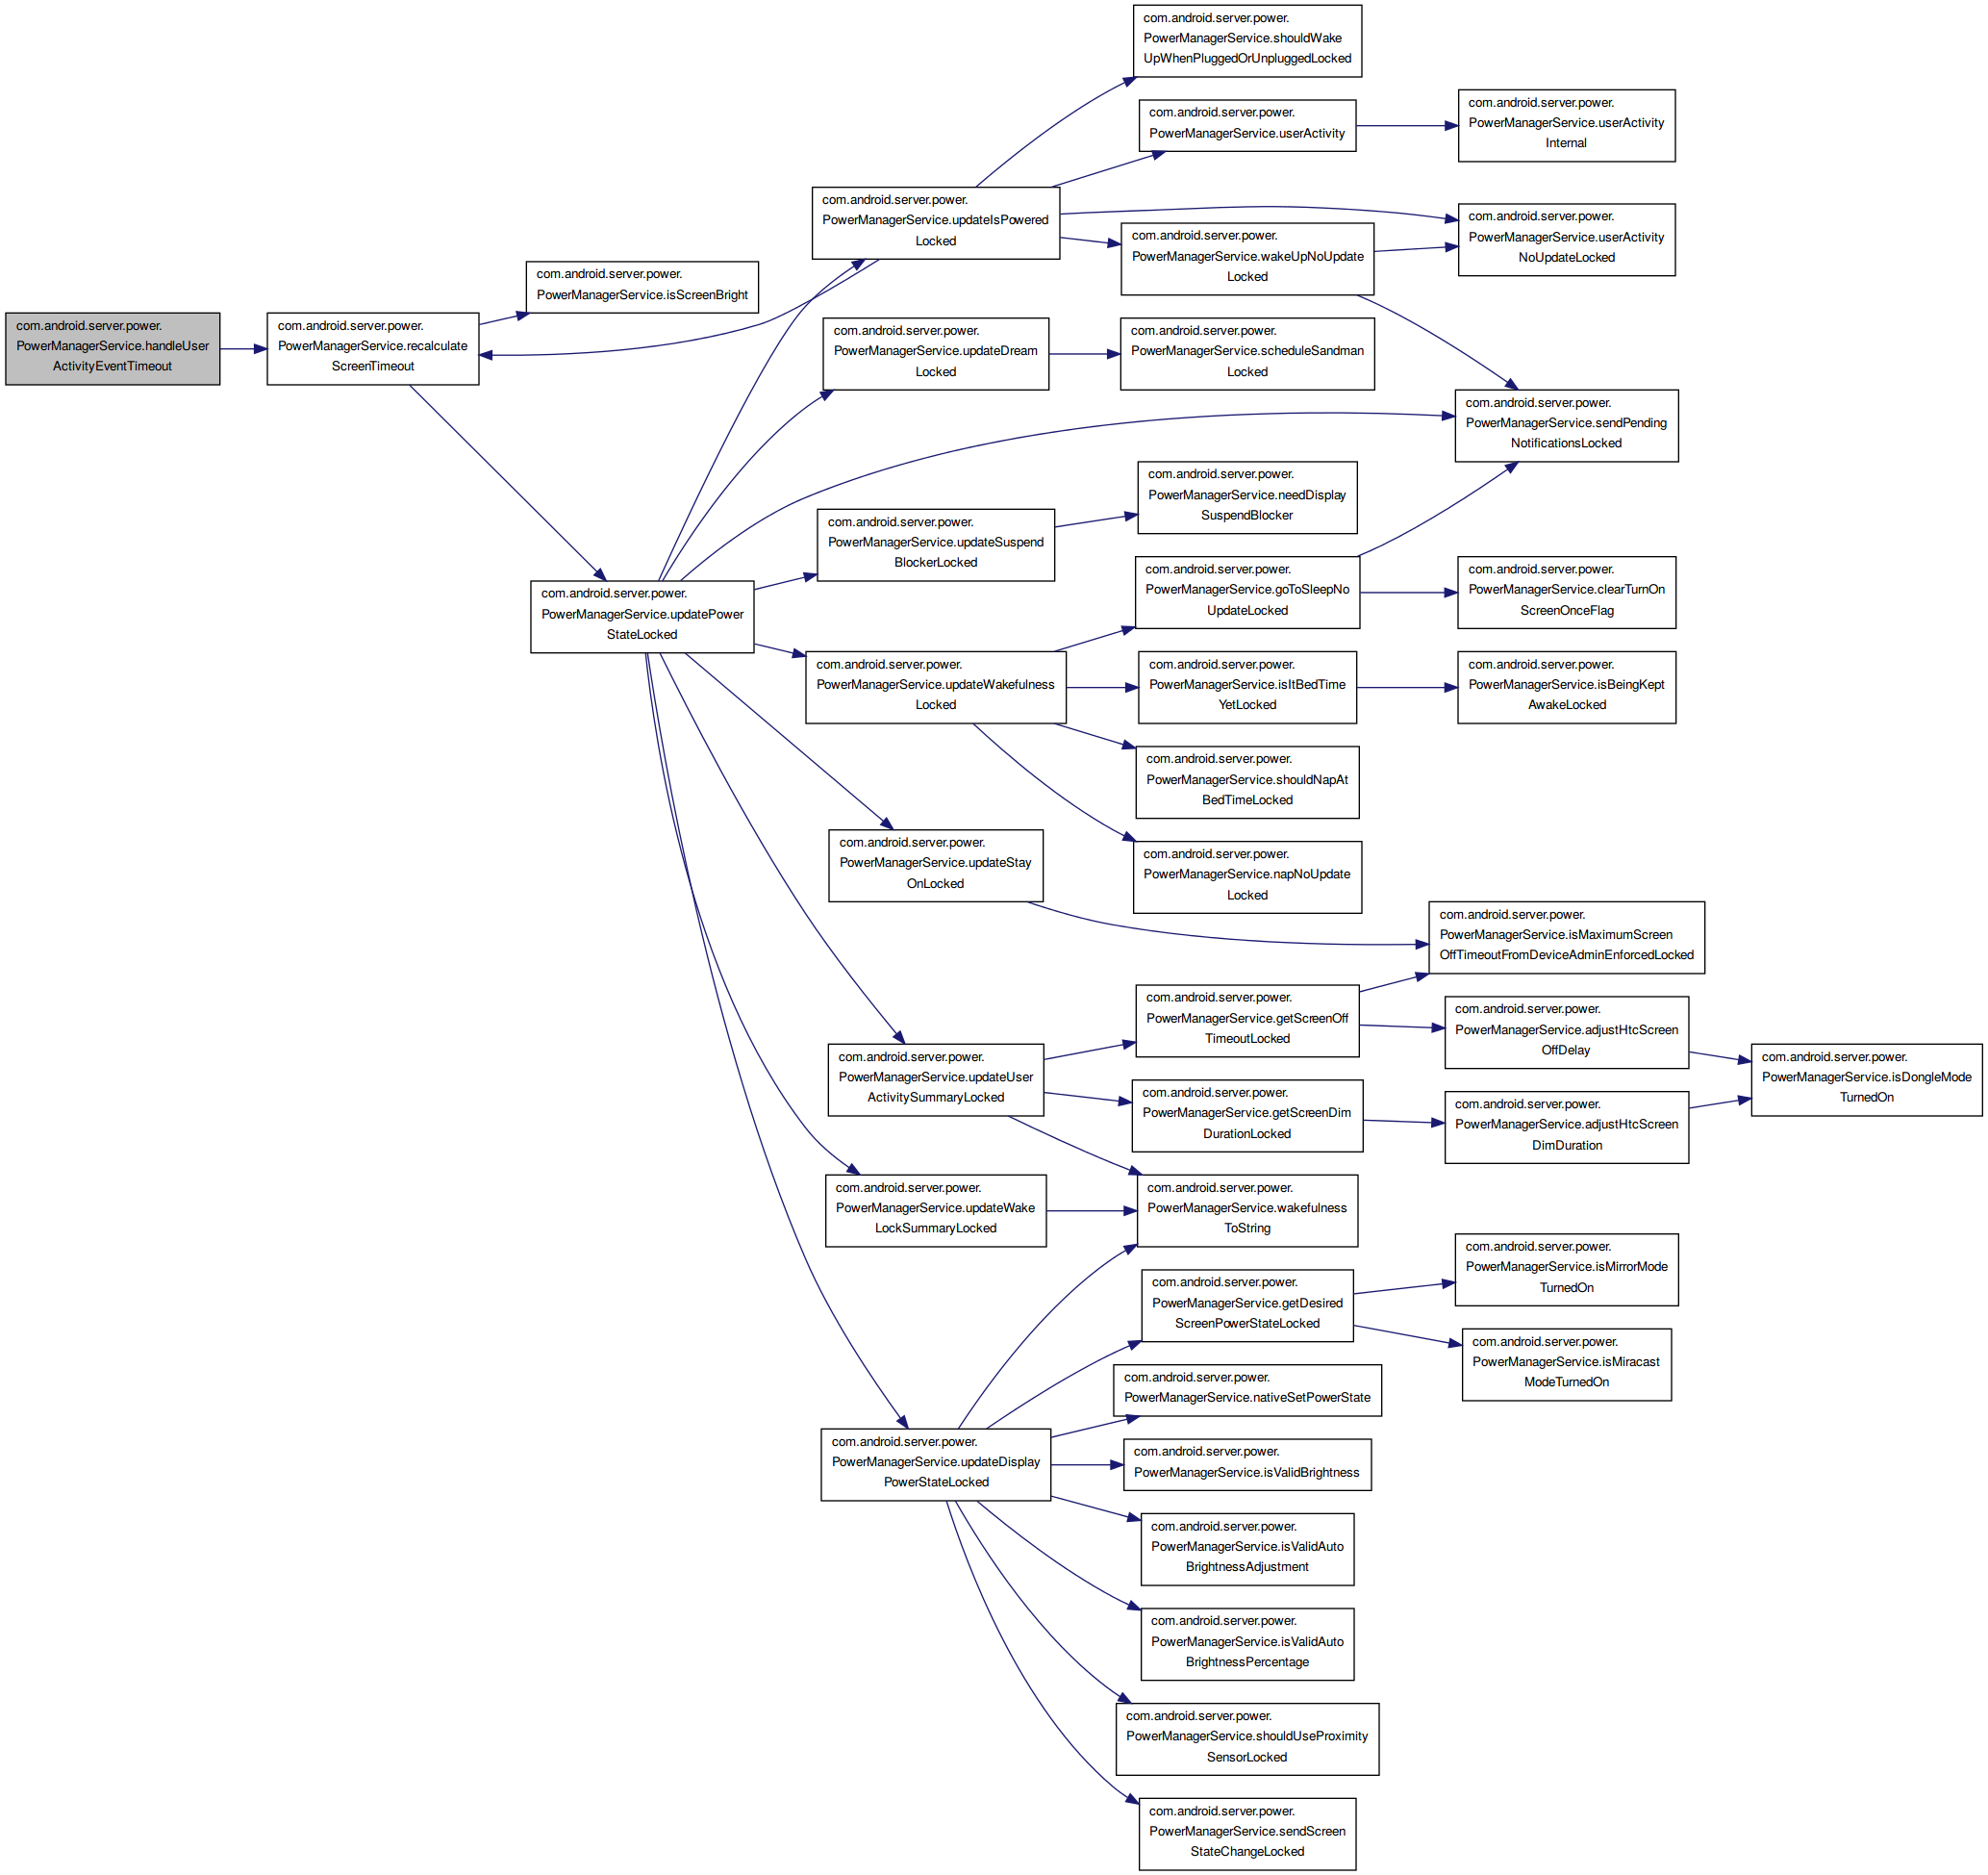 com.android.server.power.
PowerManagerService.handleUser
ActivityEventTimeout
com.android.server.power.
PowerManagerService.recalculate
ScreenTimeout
com.android.server.power.
PowerManagerService.isScreenBright
com.android.server.power.
PowerManagerService.updatePower
StateLocked
com.android.server.power.
PowerManagerService.updateIsPowered
Locked
com.android.server.power.
PowerManagerService.updateDream
Locked
com.android.server.power.
PowerManagerService.updateSuspend
BlockerLocked
com.android.server.power.
PowerManagerService.updateWakefulness
Locked
com.android.server.power.
PowerManagerService.updateStay
OnLocked
com.android.server.power.
PowerManagerService.updateUser
ActivitySummaryLocked
com.android.server.power.
PowerManagerService.updateWake
LockSummaryLocked
com.android.server.power.
PowerManagerService.updateDisplay
PowerStateLocked
com.android.server.power.
PowerManagerService.shouldWake
UpWhenPluggedOrUnpluggedLocked
com.android.server.power.
PowerManagerService.userActivity
com.android.server.power.
PowerManagerService.wakeUpNoUpdate
Locked
com.android.server.power.
PowerManagerService.scheduleSandman
Locked
com.android.server.power.
PowerManagerService.needDisplay
SuspendBlocker
com.android.server.power.
PowerManagerService.goToSleepNo
UpdateLocked
com.android.server.power.
PowerManagerService.isItBedTime
YetLocked
com.android.server.power.
PowerManagerService.shouldNapAt
BedTimeLocked
com.android.server.power.
PowerManagerService.napNoUpdate
Locked
com.android.server.power.
PowerManagerService.getScreenOff
TimeoutLocked
com.android.server.power.
PowerManagerService.getScreenDim
DurationLocked
com.android.server.power.
PowerManagerService.wakefulness
ToString
com.android.server.power.
PowerManagerService.getDesired
ScreenPowerStateLocked
com.android.server.power.
PowerManagerService.nativeSetPowerState
com.android.server.power.
PowerManagerService.isValidBrightness
com.android.server.power.
PowerManagerService.isValidAuto
BrightnessAdjustment
com.android.server.power.
PowerManagerService.isValidAuto
BrightnessPercentage
com.android.server.power.
PowerManagerService.shouldUseProximity
SensorLocked
com.android.server.power.
PowerManagerService.sendScreen
StateChangeLocked
com.android.server.power.
PowerManagerService.userActivity
Internal
com.android.server.power.
PowerManagerService.userActivity
NoUpdateLocked
com.android.server.power.
PowerManagerService.sendPending
NotificationsLocked
com.android.server.power.
PowerManagerService.clearTurnOn
ScreenOnceFlag
com.android.server.power.
PowerManagerService.isBeingKept
AwakeLocked
com.android.server.power.
PowerManagerService.isMaximumScreen
OffTimeoutFromDeviceAdminEnforcedLocked
com.android.server.power.
PowerManagerService.adjustHtcScreen
OffDelay
com.android.server.power.
PowerManagerService.adjustHtcScreen
DimDuration
com.android.server.power.
PowerManagerService.isMirrorMode
TurnedOn
com.android.server.power.
PowerManagerService.isMiracast
ModeTurnedOn
com.android.server.power.
PowerManagerService.isDongleMode
TurnedOn